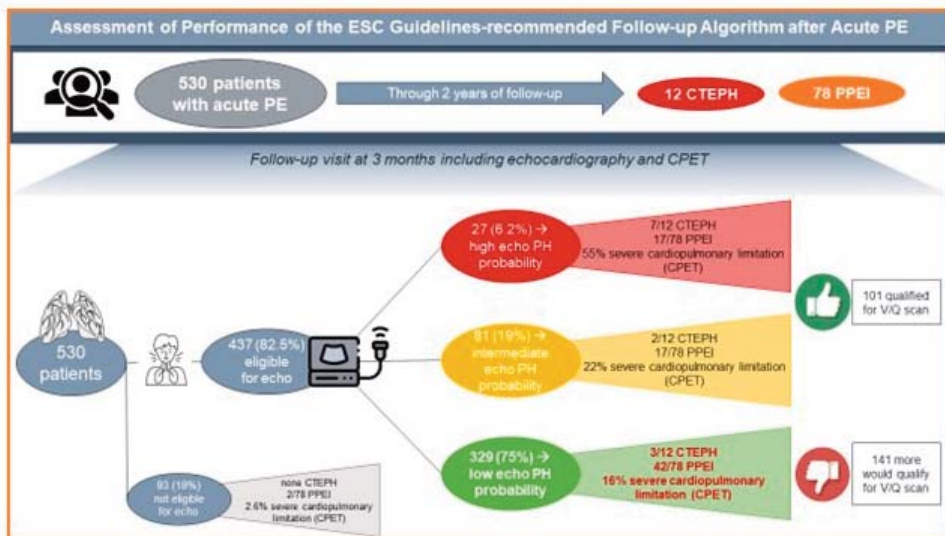 Assessment of Performance of the ESC Guidelines-recommended Follow-up Algorithm after Acute PE
530 patients
with acute PE
Through 2 years of follow-up
12 CTEPH
78 PPEI
Follow-up visit at 3 months including echocardiography and CPET
27 (6.2%) →
high echo PH
probability
7/12 CTEPH
17/78 PPEI
55% severe cardiopulmonary limitation
(CPET)
101 qualified
for V/Q scan
530
patients
437 (82.5%)
eligible
for echo
81 (19%) →
intermediate
echo PH
probability
2/12 CTEPH
17/78 PPEI
22% severe cardiopulmonary limitation
(CPET)
329 (75%) →
low echo PH
probability
3/12 CTEPH
42/78 PPEI
16% severe cardiopulmonary
limitation (CPET)
141 more
would qualify
for V/Q scan
93 (18%)
not eligible
for echo
none CTEPH
2/78 PPEI
2.6% severe cardiopulmonary
limitation (CPET)